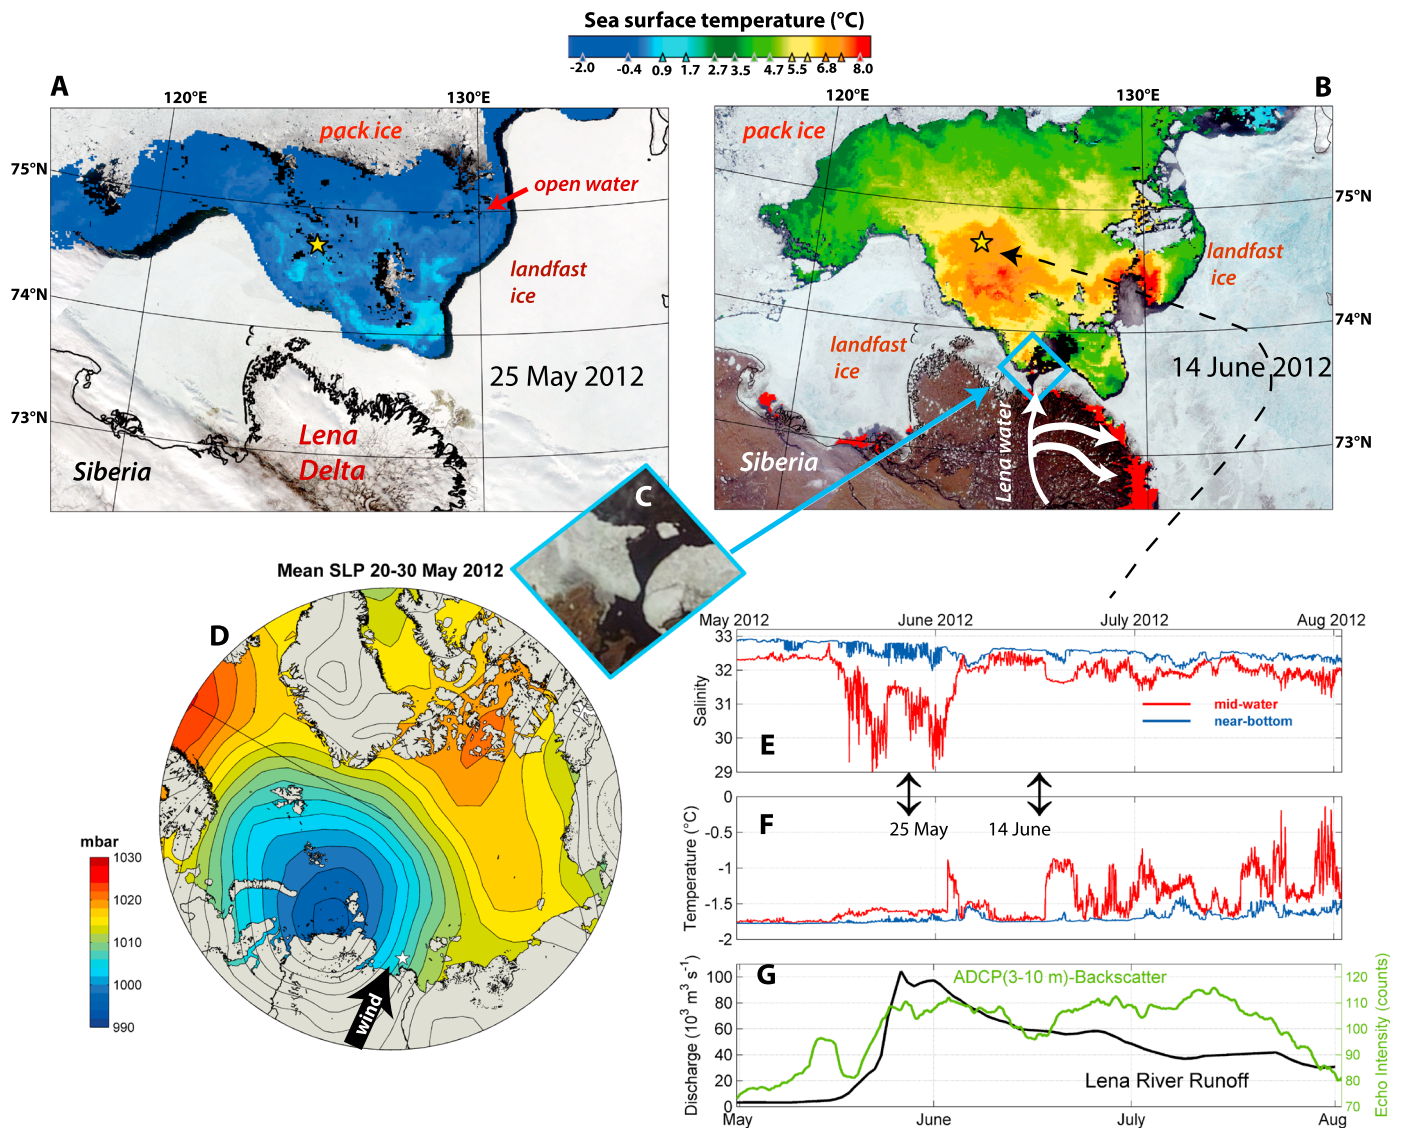 Sea surface temperature (°C)
-2.0 -0.4 0.9 1.7 2.7 3.5 4.7 5.5 6.8 8.0
A
120°E 130°E
75°N
74°N
73°N
pack ice
open water
landfast
ice
25 May 2012
Lena
Delta
Siberia
B
120°E 130°E
75°N
74°N
73°N
pack ice
landfast
ice
landfast
ice
14 June 2012
Siberia
Lena water
C
Mean SLP 20-30 May 2012
D
mbar
1030
1020
1010
1000
990
wind
May 2012 June 2012 July 2012 Aug 2012
33
32
31
30
29
Salinity
E
mid-water
near-bottom
25 May 14 June
0
-0.5
-1
-1.5
-2
Temperature (°C)
F
G
ADCP(3-10 m)-Backscatter
Lena River Runoff
100
80
60
40
20
0
Discharge (10³ m³ s⁻¹)
120
110
100
90
80
70
Echo Intensity (counts)
May June July Aug